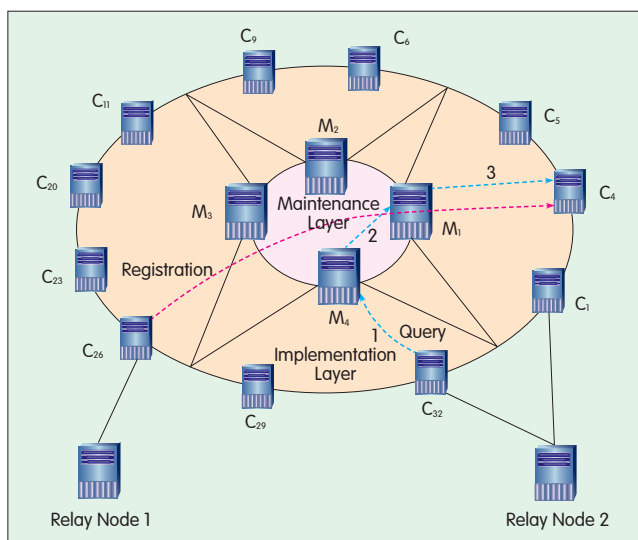 C6
C9
C11
C5
M2
3
C20
C4
Maintenance
Layer
M3
2
M1
Registration
C23
C1
M4
1
Query
C26
Implementation
Layer
C32
C29
Relay Node 1
Relay Node 2